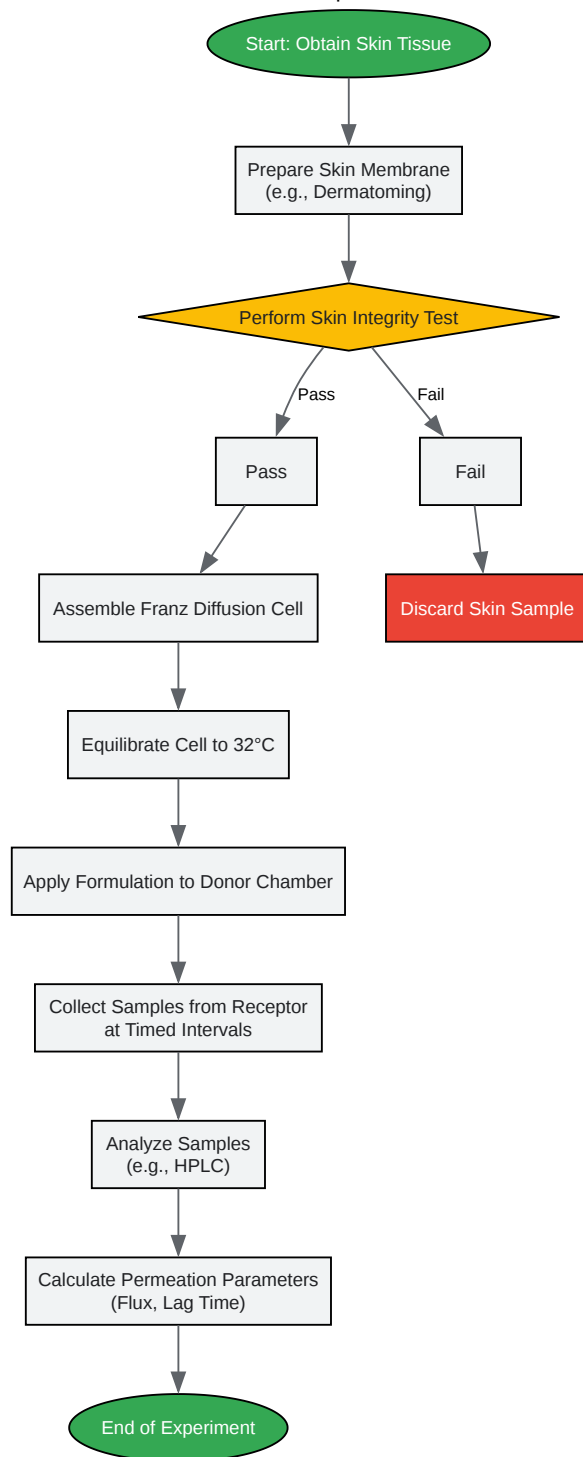 Start: Obtain Skin Tissue
Prepare Skin Membrane
(e.g., Dermatoming)
Perform Skin Integrity Test
Pass
Fail
Pass
Fail
Assemble Franz Diffusion Cell
Discard Skin Sample
Equilibrate Cell to 32°C
Apply Formulation to Donor Chamber
Collect Samples from Receptor
at Timed Intervals
Analyze Samples
(e.g., HPLC)
Calculate Permeation Parameters
(Flux, Lag Time)
End of Experiment